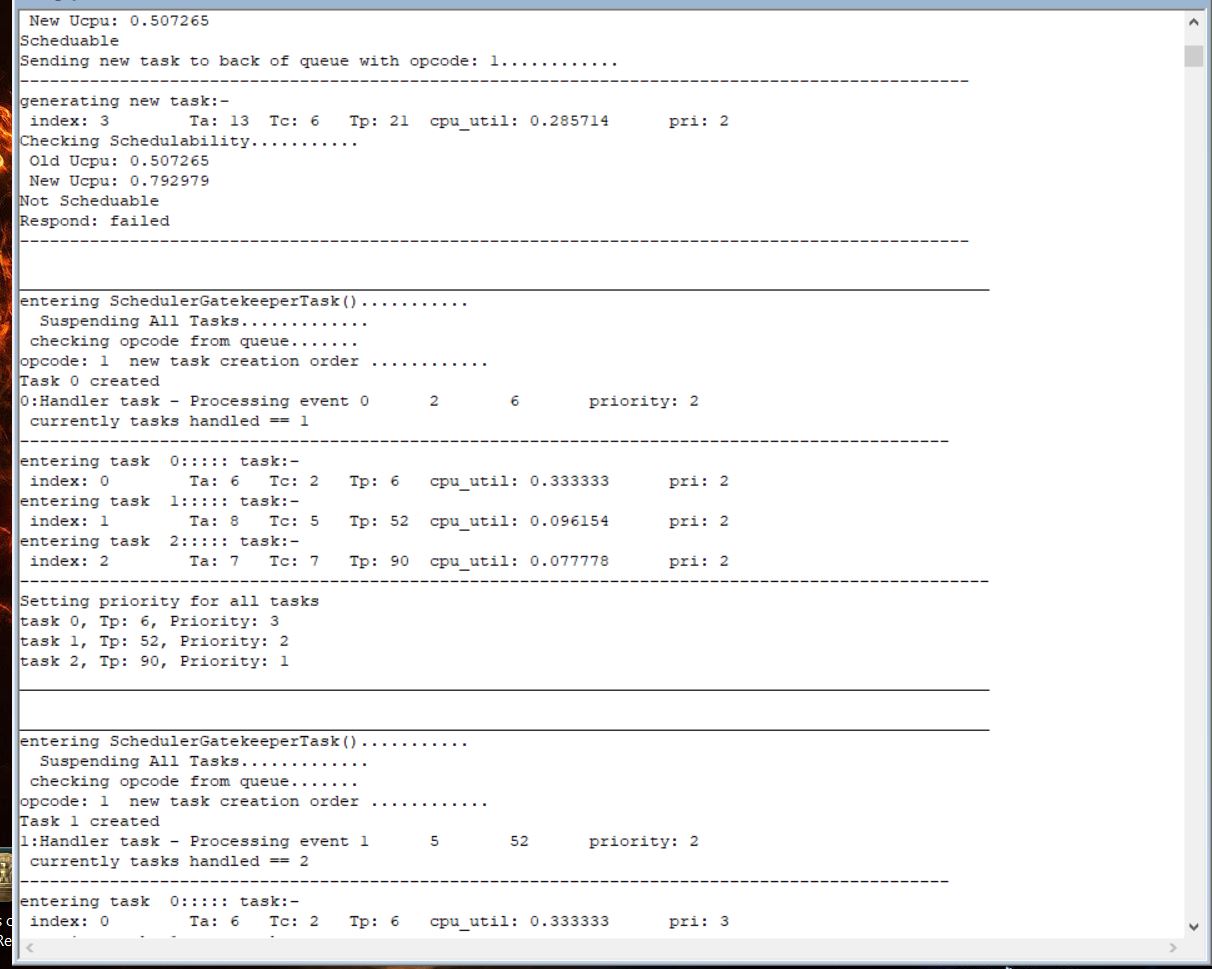 New Ucpu: 0.507265
Scheduable
Sending new task to back of queue with opcode: 1............
-----------------------------------------------------------------------------------------------
generating new task:-
index: 3        Ta: 13  Tc: 6   Tp: 21  cpu_util: 0.285714      pri: 2
Checking Schedulability...........
Old Ucpu: 0.507265
New Ucpu: 0.792979
Not Scheduable
Respond: failed
-----------------------------------------------------------------------------------------------
entering SchedulerGatekeeperTask()...........
Suspending All Tasks.............
checking opcode from queue.......
opcode: 1  new task creation order ............
Task 0 created
0:Handler task - Processing event 0      2       6       priority: 2
currently tasks handled == 1
---------------------------------------------------------------------------------------------
entering task  0::::: task:-
index: 0        Ta: 6   Tc: 2   Tp: 6   cpu_util: 0.333333      pri: 2
entering task  1::::: task:-
index: 1        Ta: 8   Tc: 5   Tp: 52  cpu_util: 0.096154      pri: 2
entering task  2::::: task:-
index: 2        Ta: 7   Tc: 7   Tp: 90  cpu_util: 0.077778      pri: 2
-------------------------------------------------------------------------------------------------
Setting priority for all tasks
task 0, Tp: 6, Priority: 3
task 1, Tp: 52, Priority: 2
task 2, Tp: 90, Priority: 1
entering SchedulerGatekeeperTask()...........
Suspending All Tasks.............
checking opcode from queue.......
opcode: 1  new task creation order ............
Task 1 created
1:Handler task - Processing event 1      5       52      priority: 2
currently tasks handled == 2
---------------------------------------------------------------------------------------------
entering task  0::::: task:-
index: 0        Ta: 6   Tc: 2   Tp: 6   cpu_util: 0.333333      pri: 3